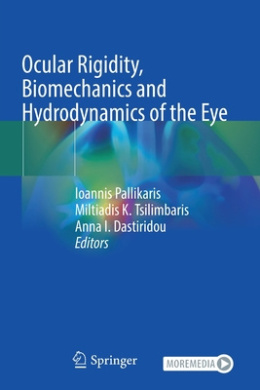 Ocular Rigidity,
Biomechanics and
Hydrodynamics of the Eye
Ioannis Pallikaris
Miltiadis K. Tsilimbaris
Anna I. Dastiridou
Editors
Springer
MOREMEDIA